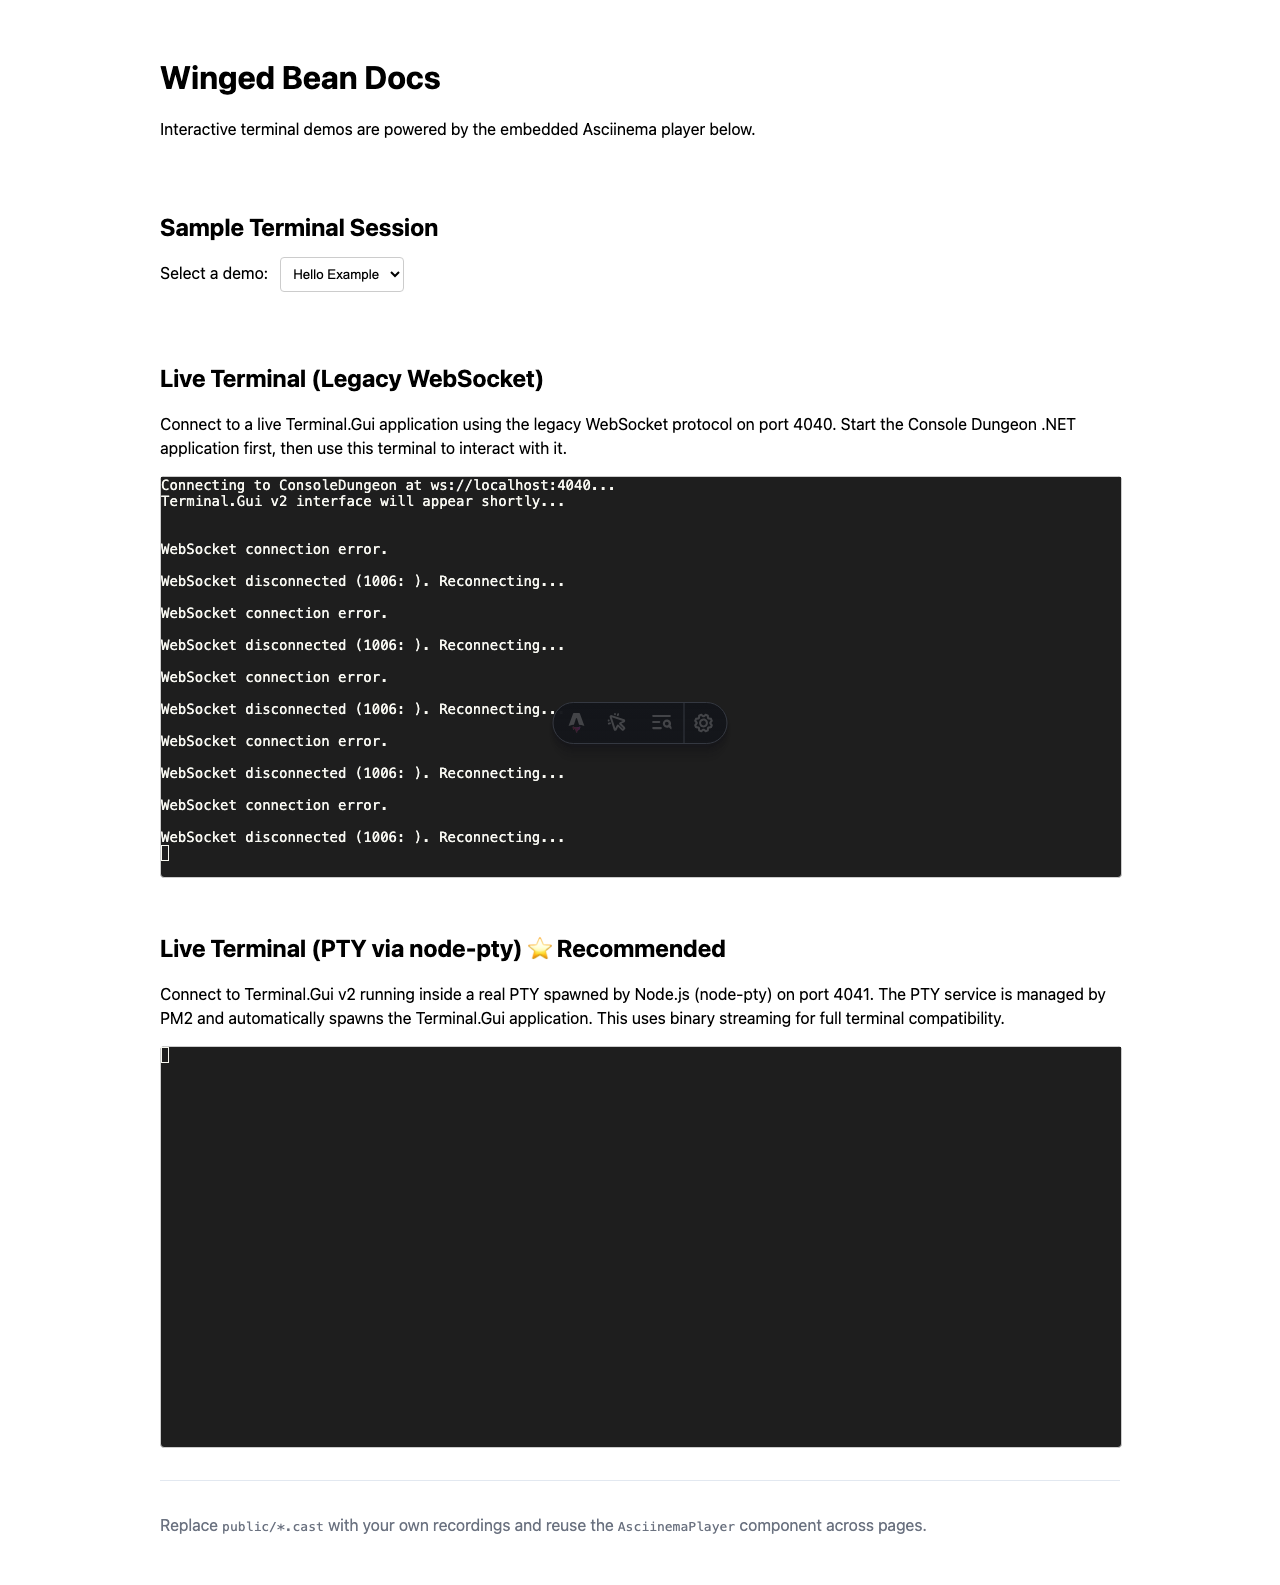 Winged Bean Docs
Interactive terminal demos are powered by the embedded Asciinema player below.
Sample Terminal Session
Select a demo: Hello Example
Live Terminal (Legacy WebSocket)
Connect to a live Terminal.Gui application using the legacy WebSocket protocol on port 4040. Start the Console Dungeon .NET
application first, then use this terminal to interact with it.
Connecting to ConsoleDungeon at ws://localhost:4040...
Terminal.Gui v2 interface will appear shortly...
WebSocket connection error.
WebSocket disconnected (1006: ). Reconnecting...
WebSocket connection error.
WebSocket disconnected (1006: ). Reconnecting...
WebSocket connection error.
WebSocket disconnected (1006: ). Reconnecting..
WebSocket connection error.
WebSocket disconnected (1006: ). Reconnecting...
WebSocket connection error.
WebSocket disconnected (1006: ). Reconnecting...
Live Terminal (PTY via node-pty) ⭐ Recommended
Connect to Terminal.Gui v2 running inside a real PTY spawned by Node.js (node-pty) on port 4041. The PTY service is managed by
PM2 and automatically spawns the Terminal.Gui application. This uses binary streaming for full terminal compatibility.
Replace public/*.cast with your own recordings and reuse the AsciinemaPlayer component across pages.